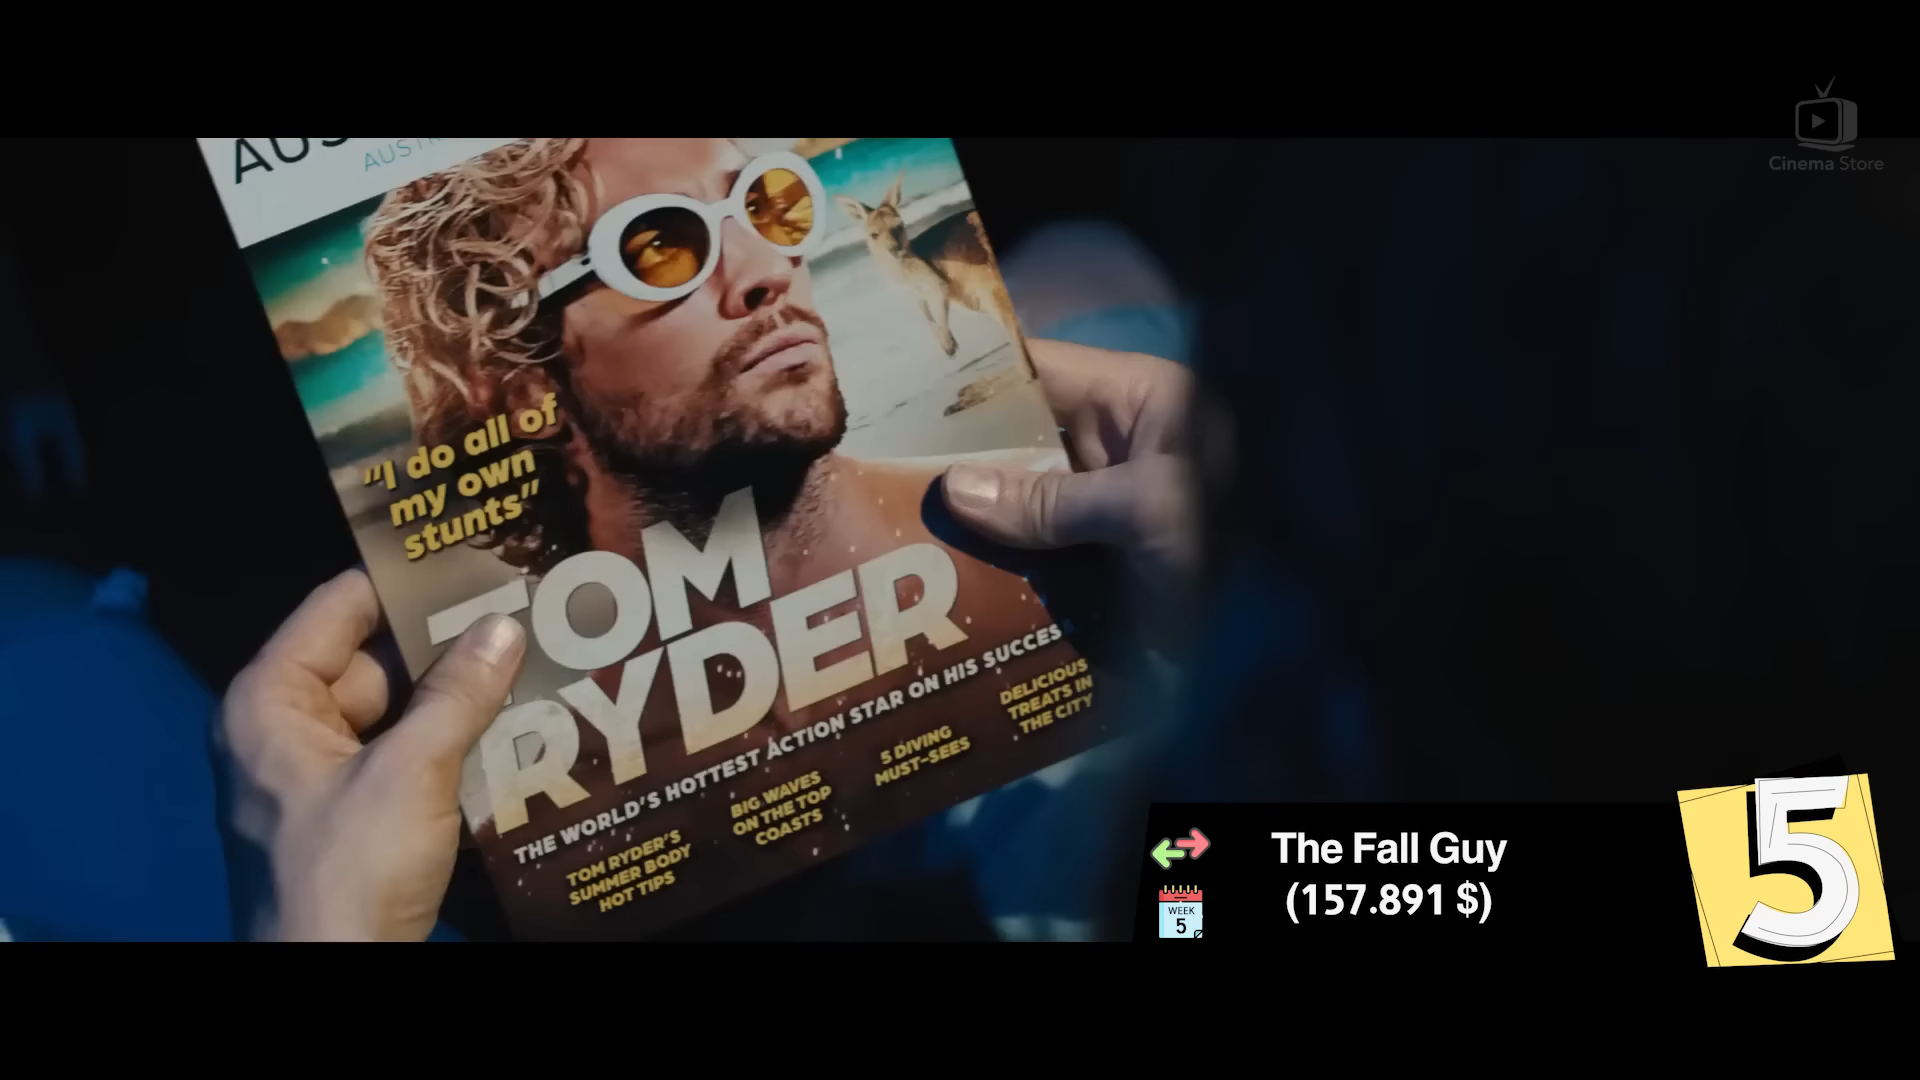 Cinema Store
"I do all of
my own
stunts"
TOM
RYDER
THE WORLD'S HOTTEST ACTION STAR ON HIS SUCCES
TOM RYDER'S
SUMMER BODY
HOT TIPS
BIG WAVES
ON THE TOP
COASTS
5 DIVING
MUST-SEES
DELICIOUS
TREATS IN
THE CITY
WEEK
5
The Fall Guy
(157.891 $)
5